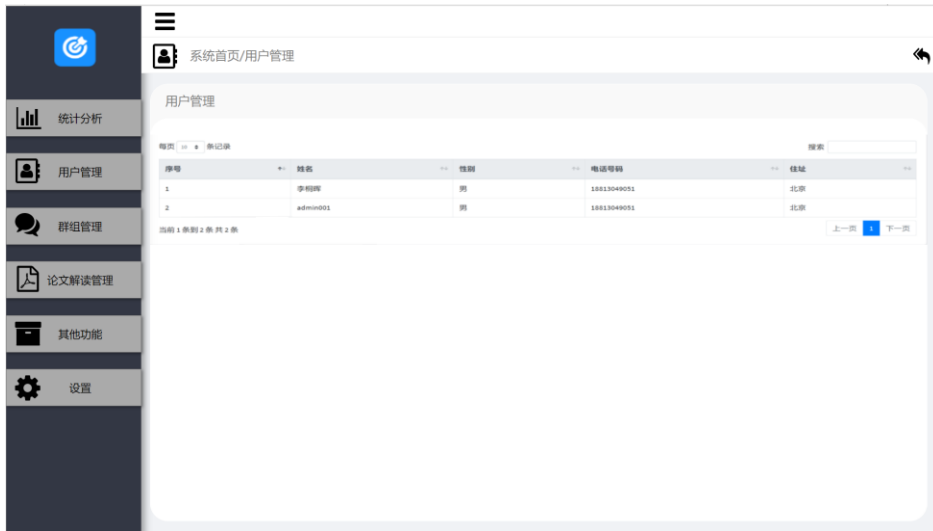 系统首页/用户管理
统计分析
用户管理
群组管理
论文解读管理
其他功能
设置
用户管理
每页 10 条记录
搜索
序号 姓名 性别 电话号码 住址
1 李桐晖 男 18813049051 北京
2 admin001 男 18813049051 北京
当前 1 条到 2 条 共 2 条
上一页 1 下一页